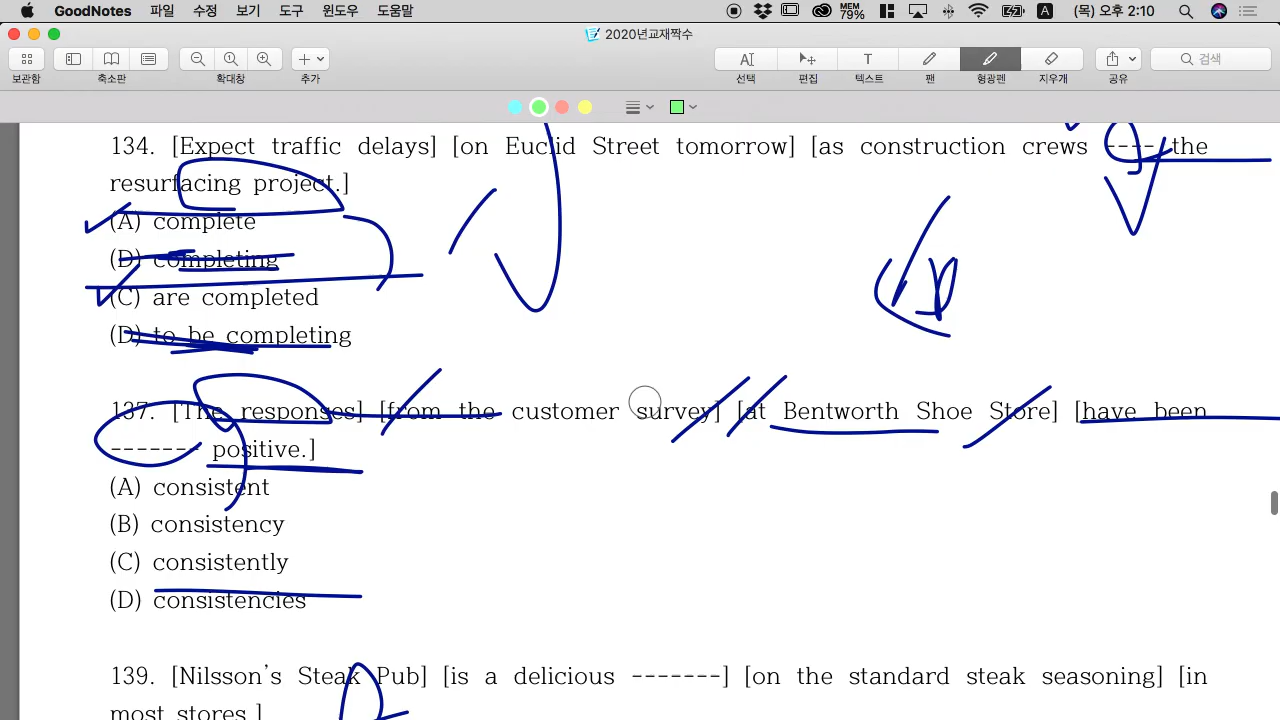 GoodNotes 파일 수정 보기 도구 윈도우 도움말 MEM 79% A (목) 오후 2:10
2020년교재짝수
보관함 축소판 확대창 추가 선택 편집 T 텍스트 펜 형광펜 지우개 공유 검색
134. [Expect traffic delays] [on Euclid Street tomorrow] [as construction crews ---- the
resurfacing project.]
(A) complete
(D) completing
(C) are completed
(D) to be completing
137. [The responses] [from the customer survey] [at Bentworth Shoe Store] [have been
------- positive.]
(A) consistent
(B) consistency
(C) consistently
(D) consistencies
139. [Nilsson's Steak Pub] [is a delicious -------] [on the standard steak seasoning] [in
most stores.]